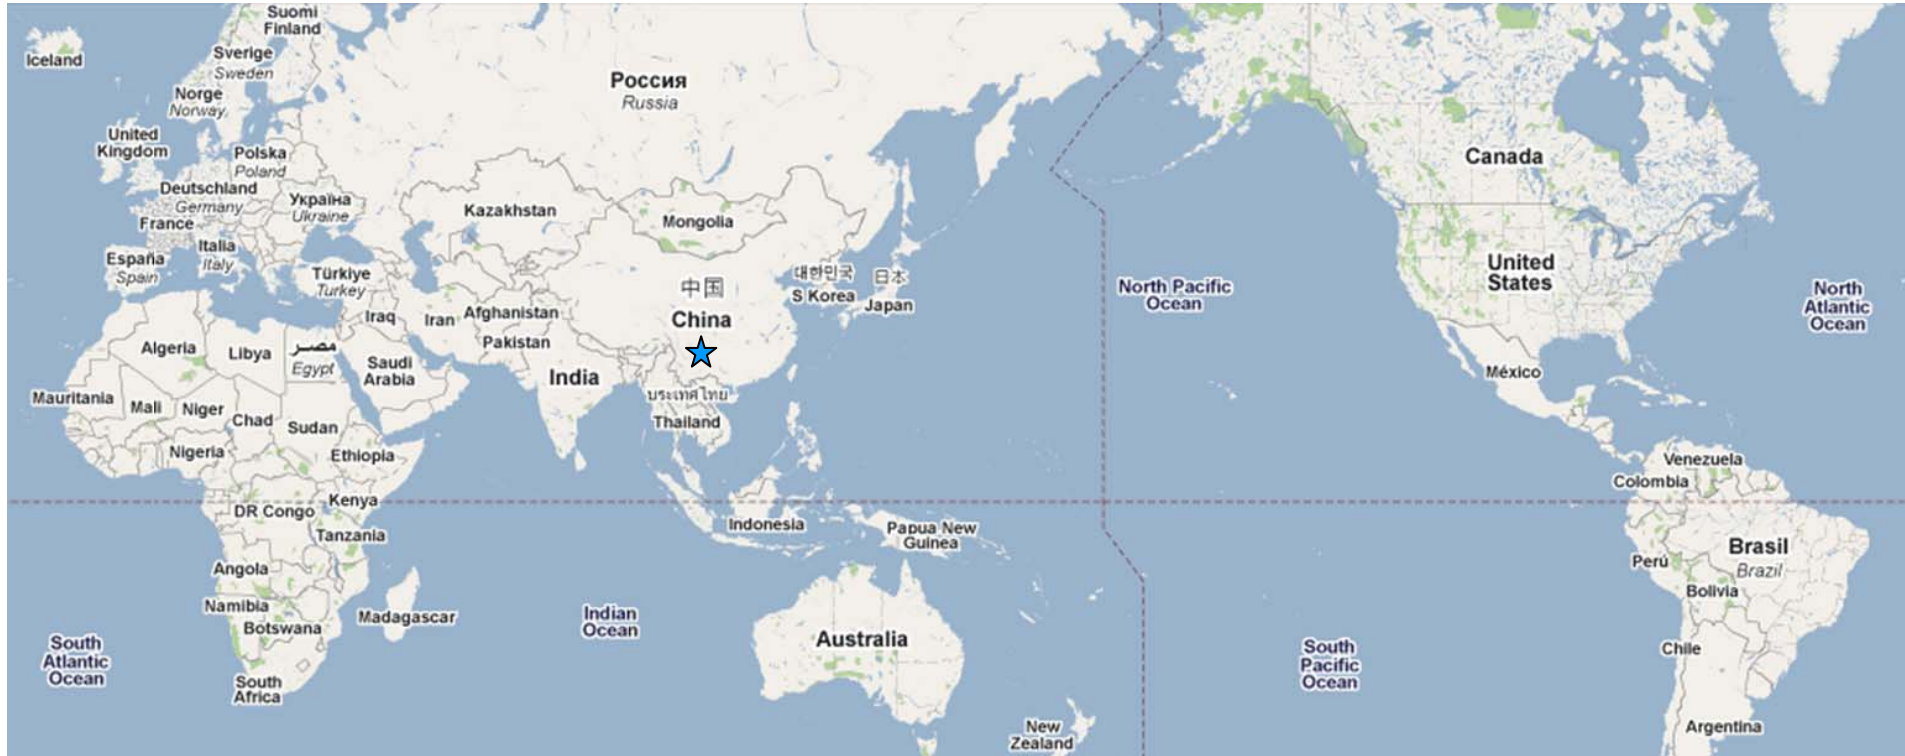 Suomi
Finland
Iceland
Sverige
Sweden
Россия
Russia
Norge
Norway
United
Kingdom
Polska
Poland
Canada
Deutschland
Germany
Україна
Ukraine
France
Kazakhstan
Mongolia
Italia
Italy
España
Spain
Türkiye
Turkey
中国
China
대한민국
S Korea
日本
Japan
North Pacific
Ocean
United
States
North
Atlantic
Ocean
Iraq
Iran
Afghanistan
Pakistan
Algeria
Libya
مصر
Egypt
Saudi
Arabia
India
México
Mauritania
Mali
Niger
Chad
Sudan
ประเทศไทย
Thailand
Nigeria
Ethiopia
Venezuela
Colombia
Kenya
DR Congo
Tanzania
Indonesia
Papua New
Guinea
Perú
Brasil
Brazil
Angola
Bolivia
Namibia
Botswana
Madagascar
Indian
Ocean
Australia
South
Atlantic
Ocean
South
Pacific
Ocean
Chile
South
Africa
New
Zealand
Argentina